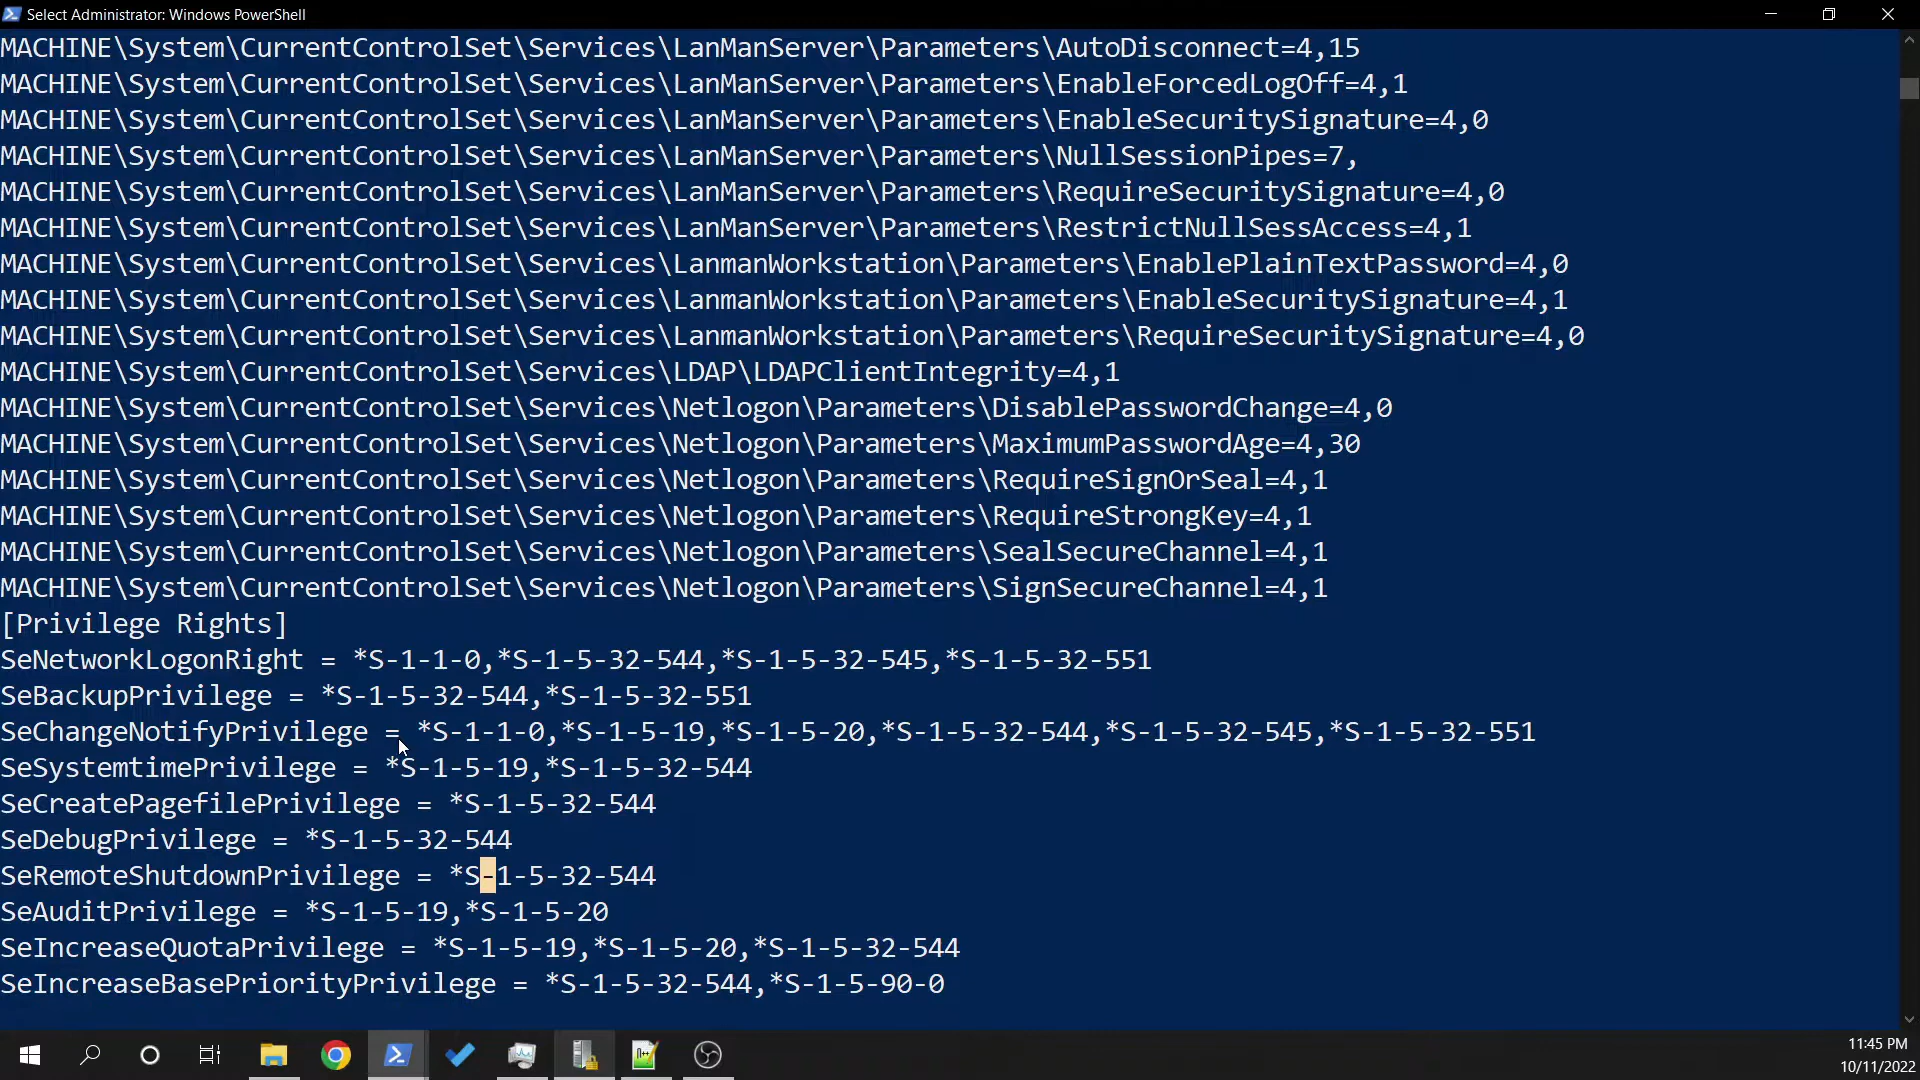 Select Administrator: Windows PowerShell
MACHINE\System\CurrentControlSet\Services\LanManServer\Parameters\AutoDisconnect=4,15
MACHINE\System\CurrentControlSet\Services\LanManServer\Parameters\EnableForcedLogOff=4,1
MACHINE\System\CurrentControlSet\Services\LanManServer\Parameters\EnableSecuritySignature=4,0
MACHINE\System\CurrentControlSet\Services\LanManServer\Parameters\NullSessionPipes=7,
MACHINE\System\CurrentControlSet\Services\LanManServer\Parameters\RequireSecuritySignature=4,0
MACHINE\System\CurrentControlSet\Services\LanManServer\Parameters\RestrictNullSessAccess=4,1
MACHINE\System\CurrentControlSet\Services\LanmanWorkstation\Parameters\EnablePlainTextPassword=4,0
MACHINE\System\CurrentControlSet\Services\LanmanWorkstation\Parameters\EnableSecuritySignature=4,1
MACHINE\System\CurrentControlSet\Services\LanmanWorkstation\Parameters\RequireSecuritySignature=4,0
MACHINE\System\CurrentControlSet\Services\LDAP\LDAPClientIntegrity=4,1
MACHINE\System\CurrentControlSet\Services\Netlogon\Parameters\DisablePasswordChange=4,0
MACHINE\System\CurrentControlSet\Services\Netlogon\Parameters\MaximumPasswordAge=4,30
MACHINE\System\CurrentControlSet\Services\Netlogon\Parameters\RequireSignOrSeal=4,1
MACHINE\System\CurrentControlSet\Services\Netlogon\Parameters\RequireStrongKey=4,1
MACHINE\System\CurrentControlSet\Services\Netlogon\Parameters\SealSecureChannel=4,1
MACHINE\System\CurrentControlSet\Services\Netlogon\Parameters\SignSecureChannel=4,1
[Privilege Rights]
SeNetworkLogonRight = *S-1-1-0,*S-1-5-32-544,*S-1-5-32-545,*S-1-5-32-551
SeBackupPrivilege = *S-1-5-32-544,*S-1-5-32-551
SeChangeNotifyPrivilege = *S-1-1-0,*S-1-5-19,*S-1-5-20,*S-1-5-32-544,*S-1-5-32-545,*S-1-5-32-551
SeSystemtimePrivilege = *S-1-5-19,*S-1-5-32-544
SeCreatePagefilePrivilege = *S-1-5-32-544
SeDebugPrivilege = *S-1-5-32-544
SeRemoteShutdownPrivilege = *S-1-5-32-544
SeAuditPrivilege = *S-1-5-19,*S-1-5-20
SeIncreaseQuotaPrivilege = *S-1-5-19,*S-1-5-20,*S-1-5-32-544
SeIncreaseBasePriorityPrivilege = *S-1-5-32-544,*S-1-5-90-0
11:45 PM
10/11/2022